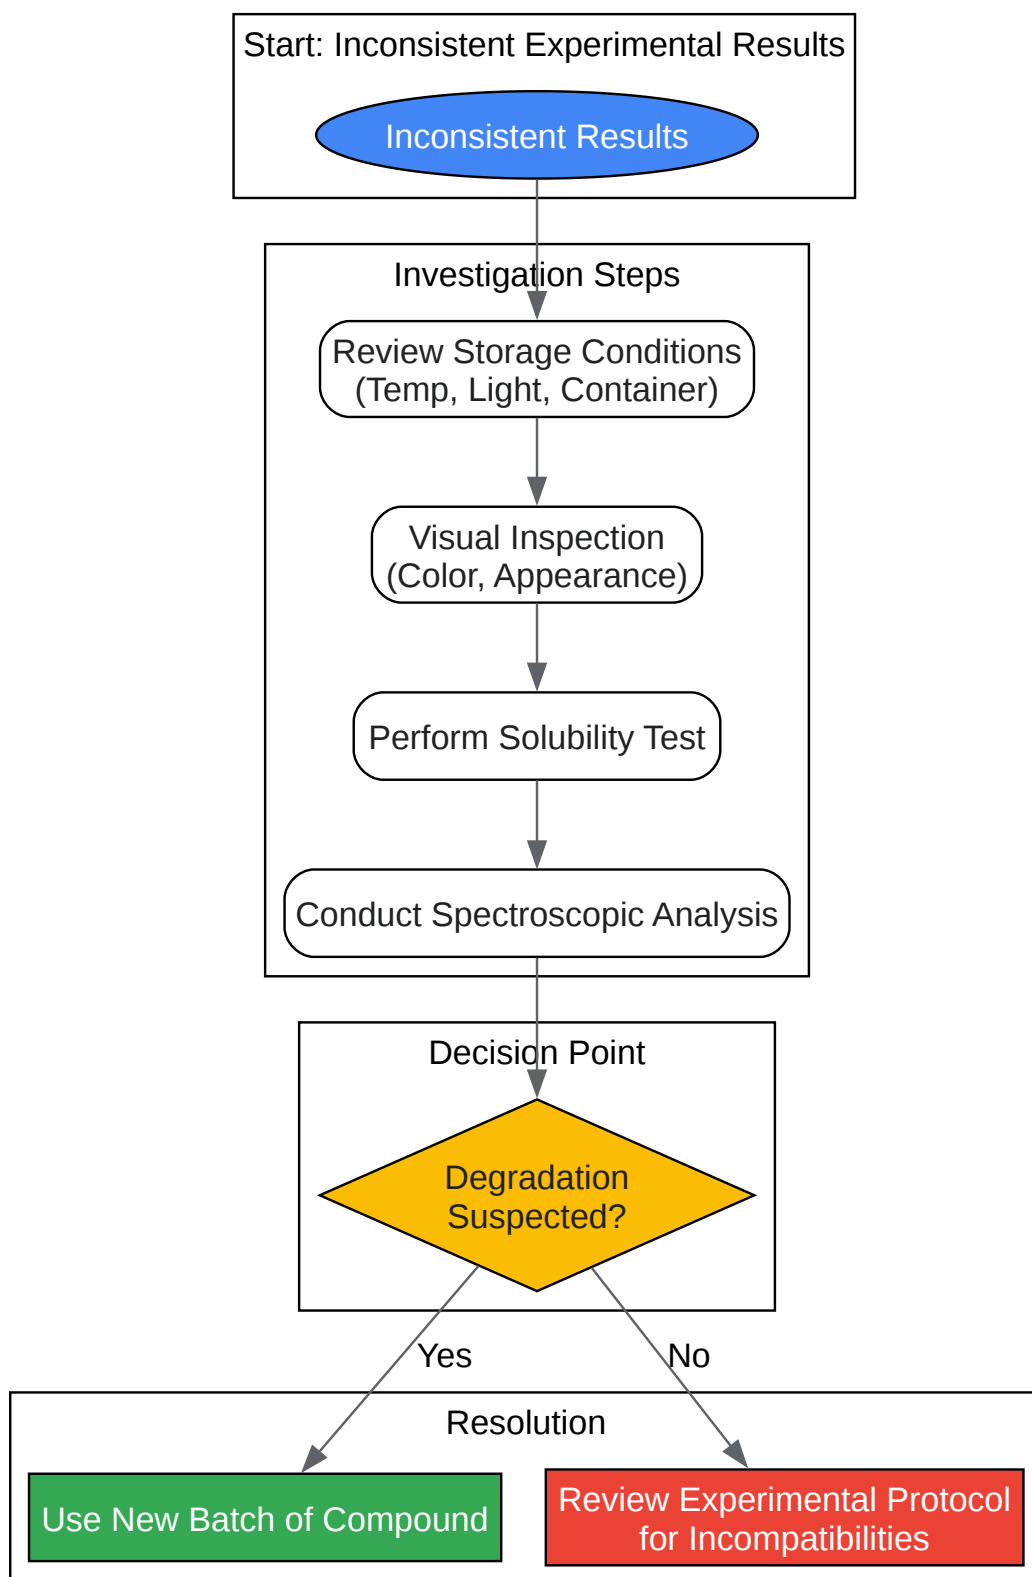 Start: Inconsistent Experimental Results
Inconsistent Results
Investigation Steps
Review Storage Conditions
(Temp, Light, Container)
Visual Inspection
(Color, Appearance)
Perform Solubility Test
Conduct Spectroscopic Analysis
Decision Point
Degradation
Suspected?
Yes
No
Resolution
Use New Batch of Compound
Review Experimental Protocol
for Incompatibilities